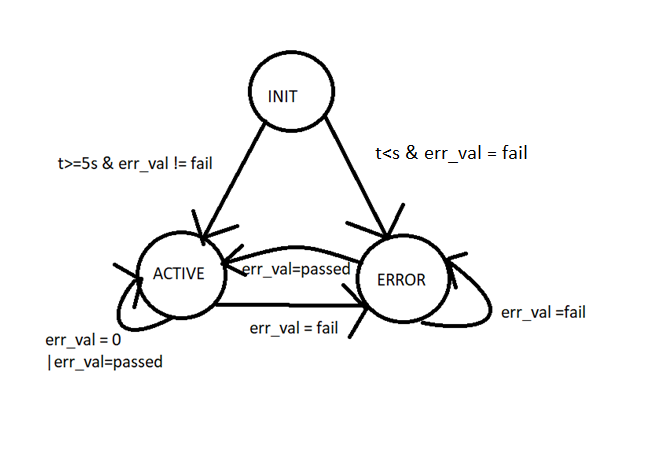 INIT
t>=5s & err_val != fail
t<s & err_val = fail
ACTIVE
err_val=passed
ERROR
err_val = fail
err_val =fail
err_val = 0
|err_val=passed